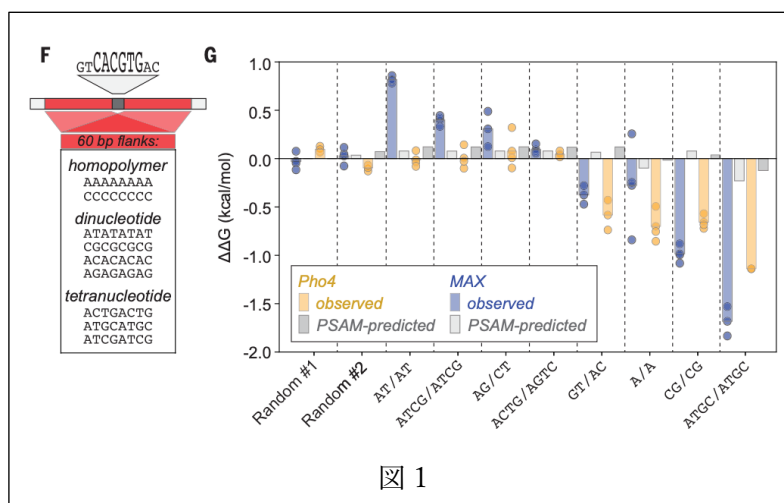 F
GTCACGTGAC
60 bp flanks:
homopolymer
AAAAAAAA
CCCCCCCC
dinucleotide
ATATATAT
CGCGCGCG
ACACACAC
AGAGAGAG
tetranucleotide
ACTGACTG
ATGCATGC
ATCGATCG
G
ΔΔG (kcal/mol)
1.0
0.5
0.0
-0.5
-1.0
-1.5
-2.0
Pho4 MAX
observed observed
PSAM-predicted PSAM-predicted
Random #1
Random #2
AT/AT
ATCG/ATCG
AG/CT
ACTG/AGTC
GT/AC
A/A
CG/CG
ATGC/ATGC
図 1